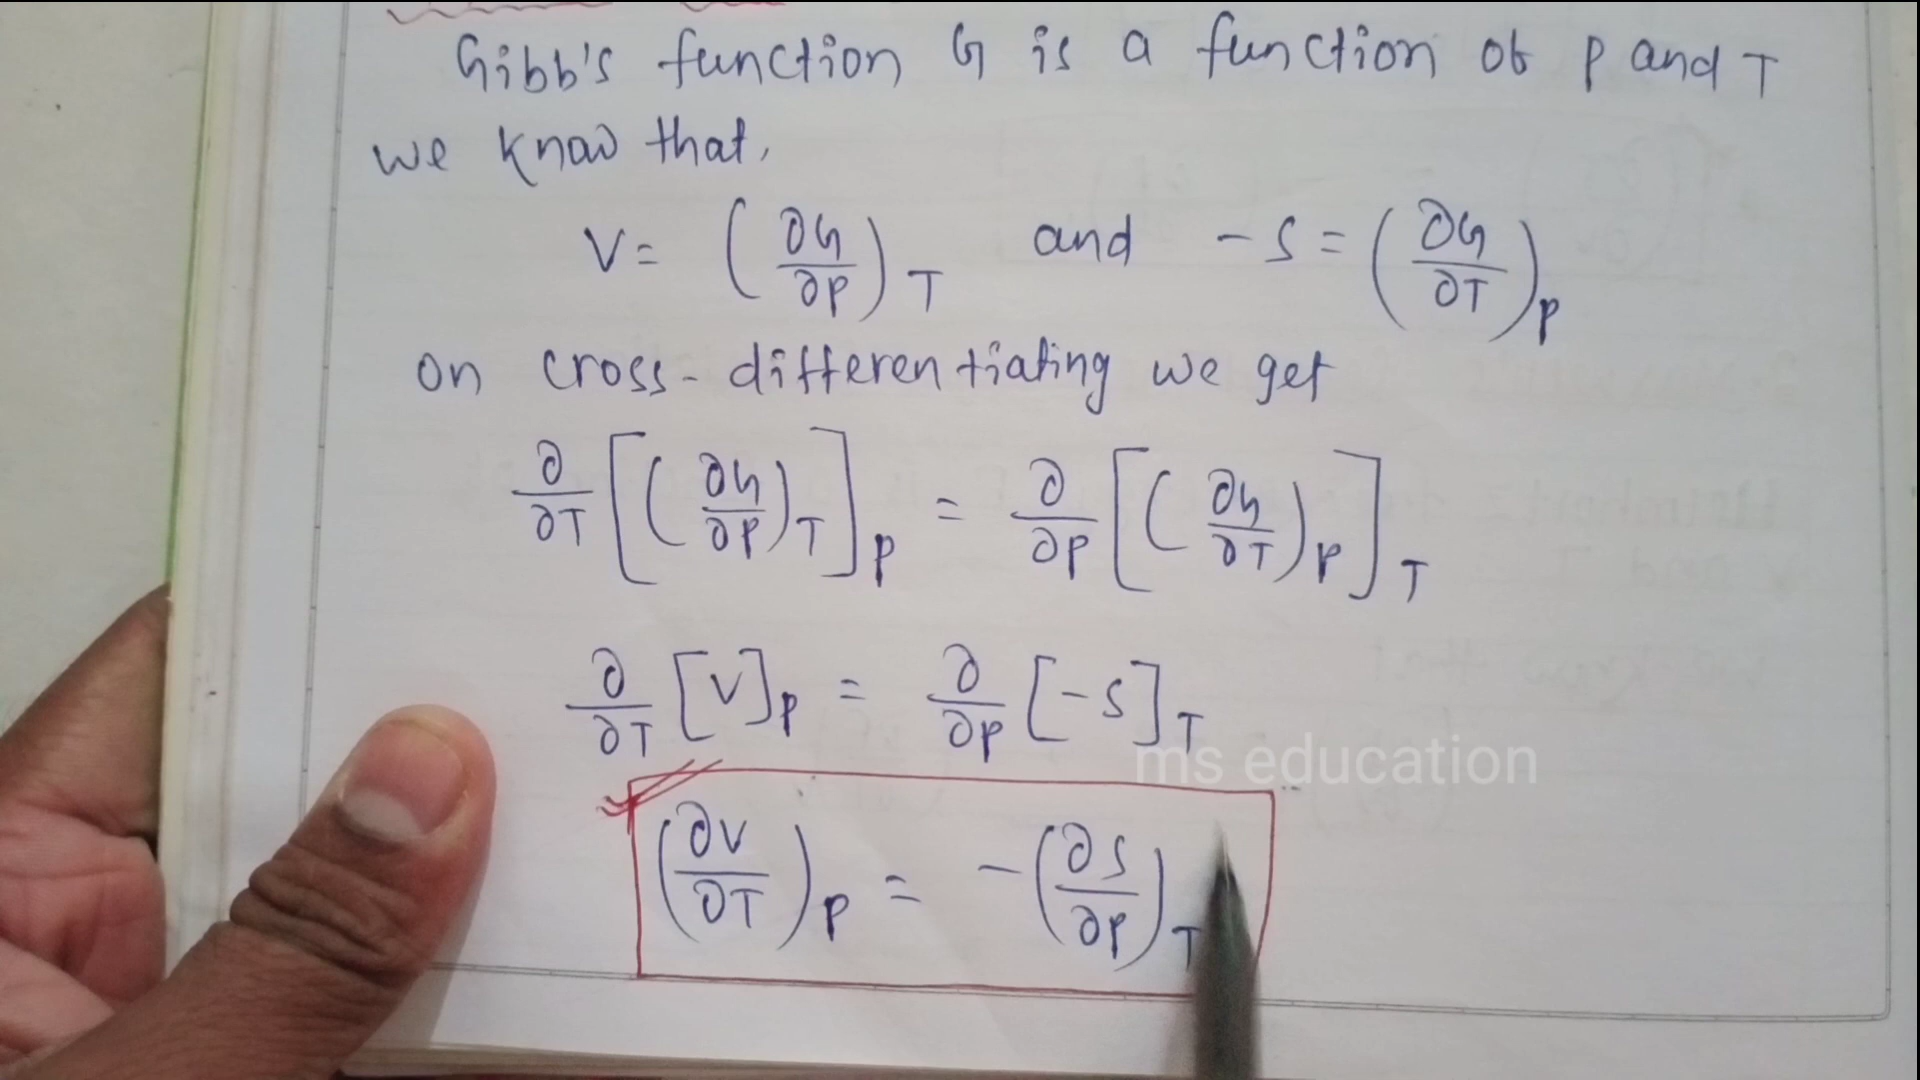 Gibb's function G is a function of P and T
we know that,
V = (∂G/∂P)_T and -S = (∂G/∂T)_P
on cross-differentiating we get
∂/∂T [(∂G/∂P)_T]_P = ∂/∂P [(∂G/∂T)_P]_T
∂/∂T [V]_P = ∂/∂P [-S]_T
ms education
(∂V/∂T)_P = -(∂S/∂P)_T